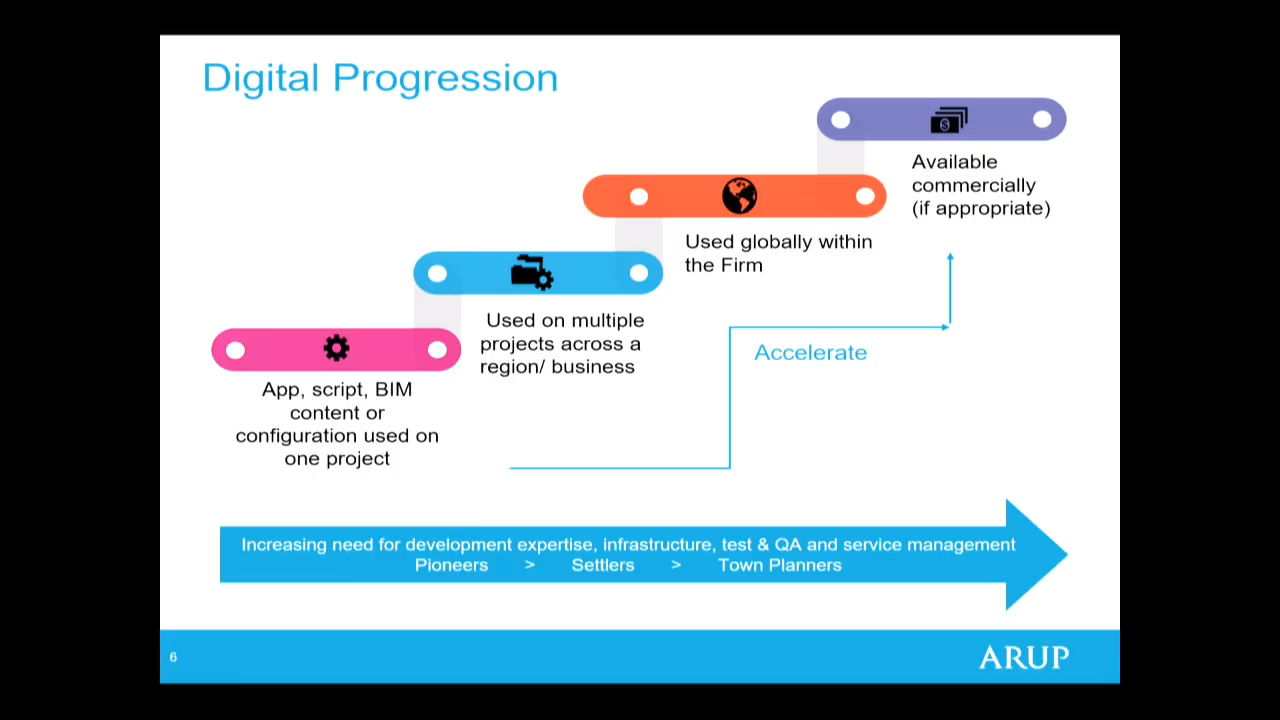 Digital Progression
Available
commercially
(if appropriate)
Used globally within
the Firm
Used on multiple
projects across a
region/ business
Accelerate
App, script, BIM
content or
configuration used on
one project
Increasing need for development expertise, infrastructure, test & QA and service management
Pioneers > Settlers > Town Planners
6
ARUP